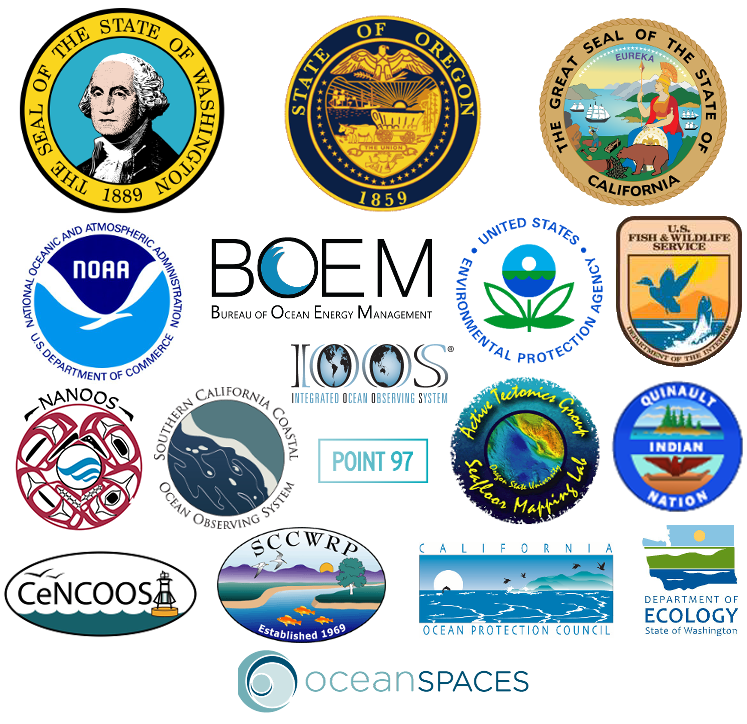 THE SEAL OF THE STATE OF WASHINGTON
1889
STATE OF OREGON
THE UNION
1859
THE GREAT SEAL OF THE STATE OF CALIFORNIA
EUREKA
NATIONAL OCEANIC AND ATMOSPHERIC ADMINISTRATION
NOAA
U.S. DEPARTMENT OF COMMERCE
BOEM
BUREAU OF OCEAN ENERGY MANAGEMENT
UNITED STATES
ENVIRONMENTAL PROTECTION AGENCY
U.S.
FISH & WILDLIFE
SERVICE
DEPARTMENT OF THE INTERIOR
IOOS®
INTEGRATED OCEAN OBSERVING SYSTEM
NANOOS
SOUTHERN CALIFORNIA COASTAL
OCEAN OBSERVING SYSTEM
POINT 97
Active Tectonics Group
Oregon State University
Seafloor Mapping Lab
QUINAULT
INDIAN
NATION
CeNCOOS
SCCWRP
Established 1969
CALIFORNIA
OCEAN PROTECTION COUNCIL
DEPARTMENT OF
ECOLOGY
State of Washington
oceanSPACES